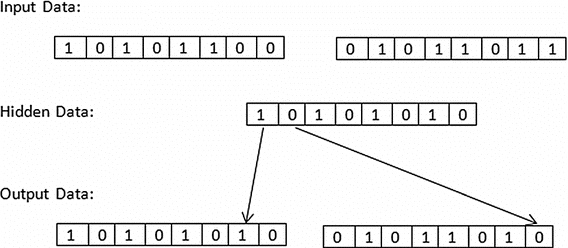 Input Data:
1 0 1 0 1 1 0 0 0 1 0 1 1 0 1 1
Hidden Data:
1 0 1 0 1 0 1 0
Output Data:
1 0 1 0 1 0 1 0 0 1 0 1 1 0 1 0